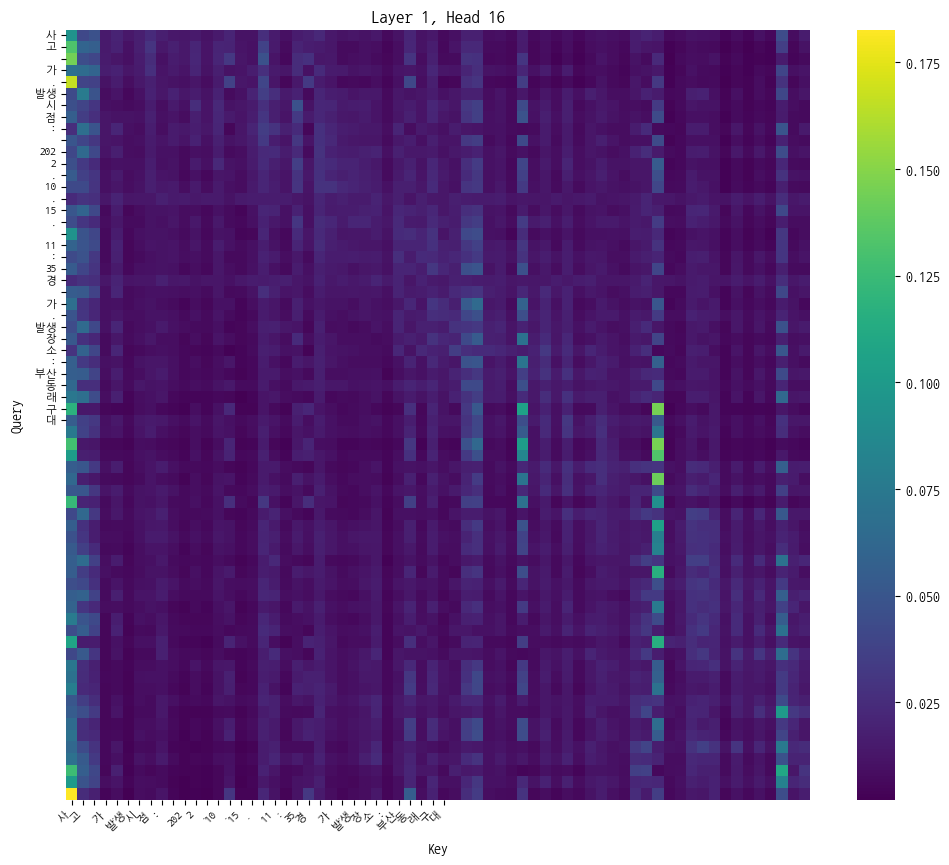 Layer 1, Head 16
Query
사
고
가
.
발생
시
점
:
202
2
.
10
.
15
.
11
:
35
경
가
.
발생
장
소
:
부산
동
래
구
대
0.175
0.150
0.125
0.100
0.075
0.050
0.025
사 고 가 발생 시 점 : 202 2 10 15 . 11 : 35 경 가 발생 장 소 : 부산 동 래 구 대
Key